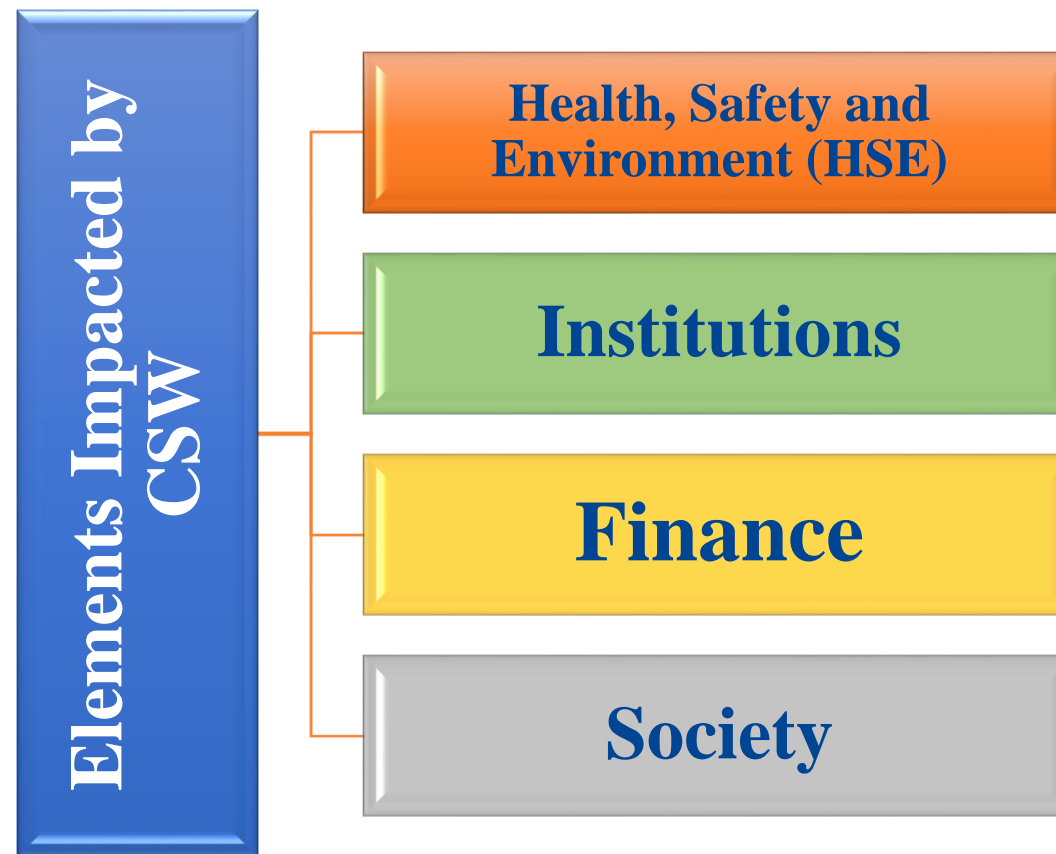 Elements Impacted by
CSW
Health, Safety and
Environment (HSE)
Institutions
Finance
Society